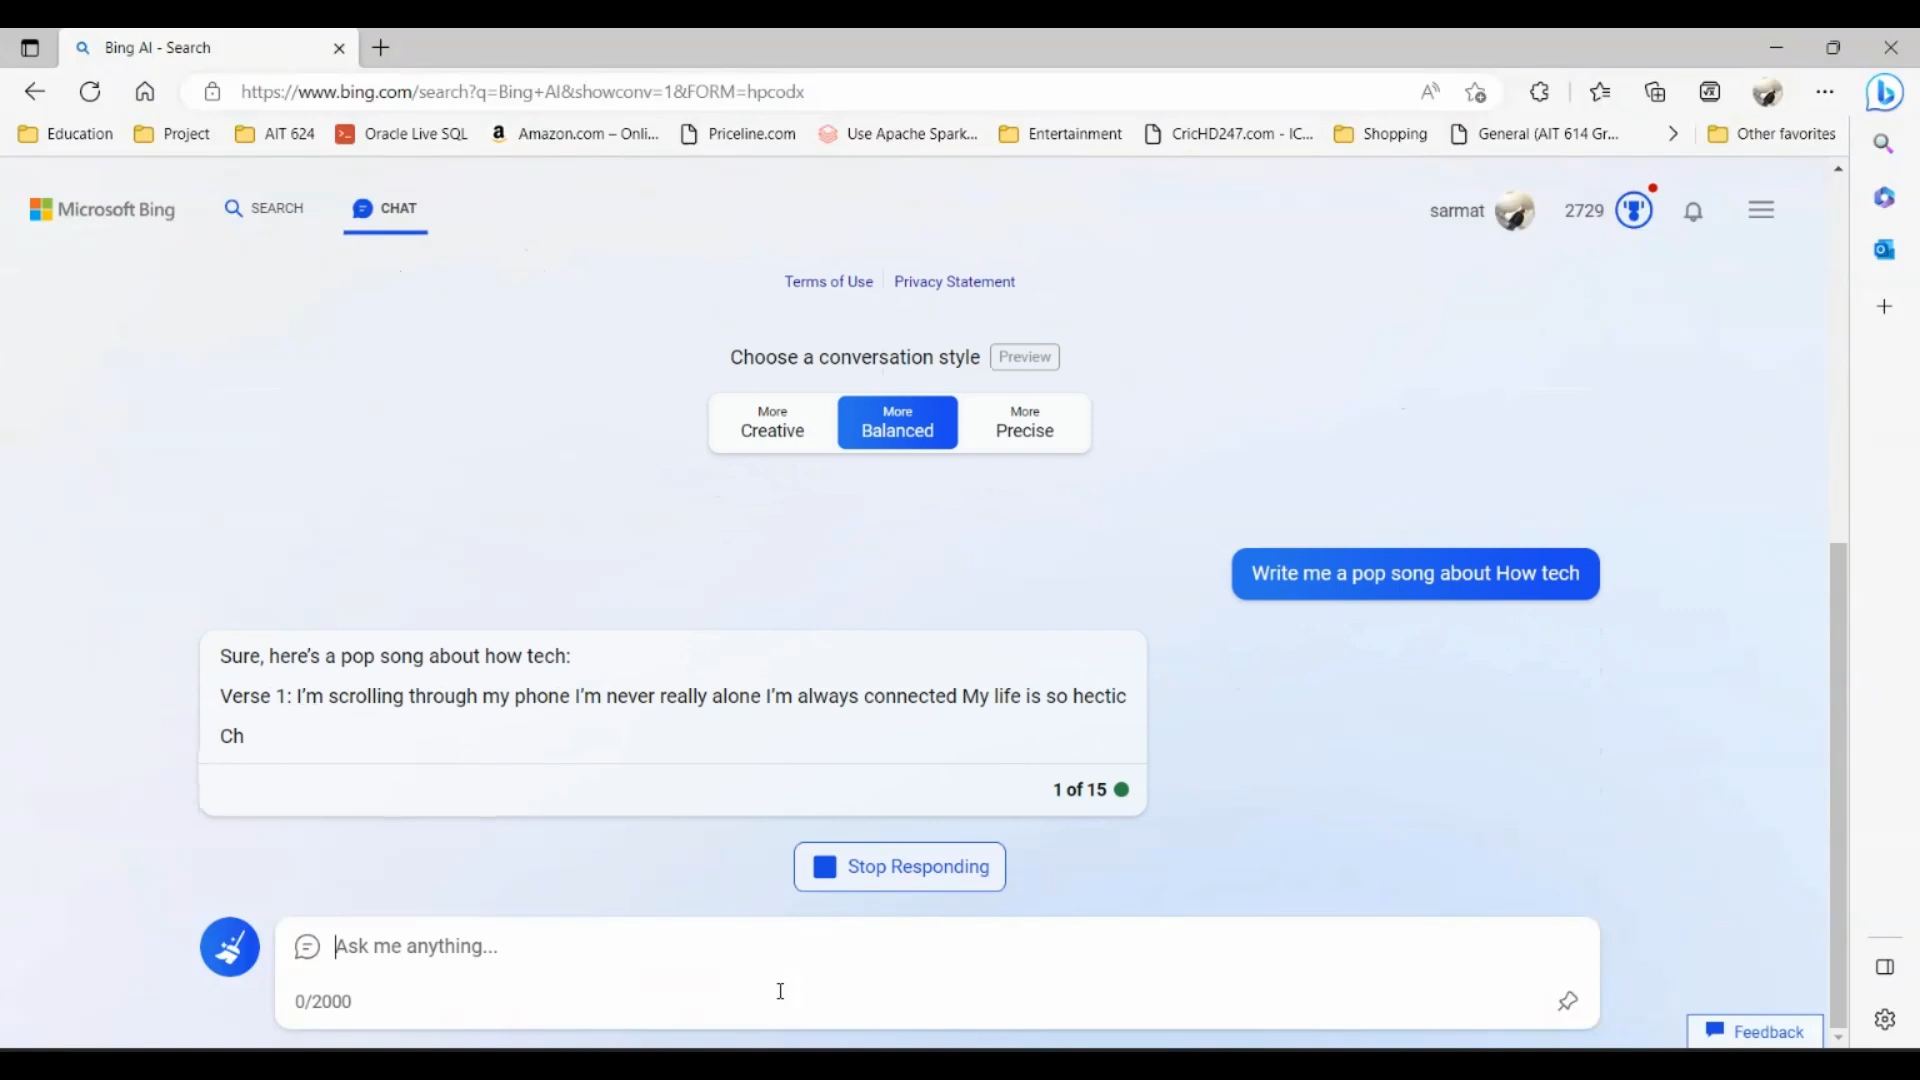 Bing AI - Search
https://www.bing.com/search?q=Bing+AI&showconv=1&FORM=hpcodx
Education Project AIT 624 Oracle Live SQL Amazon.com – Onli... Priceline.com Use Apache Spark... Entertainment CricHD247.com - IC... Shopping General (AIT 614 Gr... Other favorites
Microsoft Bing SEARCH CHAT sarmat 2729
Terms of Use Privacy Statement
Choose a conversation style Preview
More More More
Creative Balanced Precise
Write me a pop song about How tech
Sure, here's a pop song about how tech:
Verse 1: I'm scrolling through my phone I'm never really alone I'm always connected My life is so hectic
Ch
1 of 15
Stop Responding
Ask me anything...
0/2000
Feedback